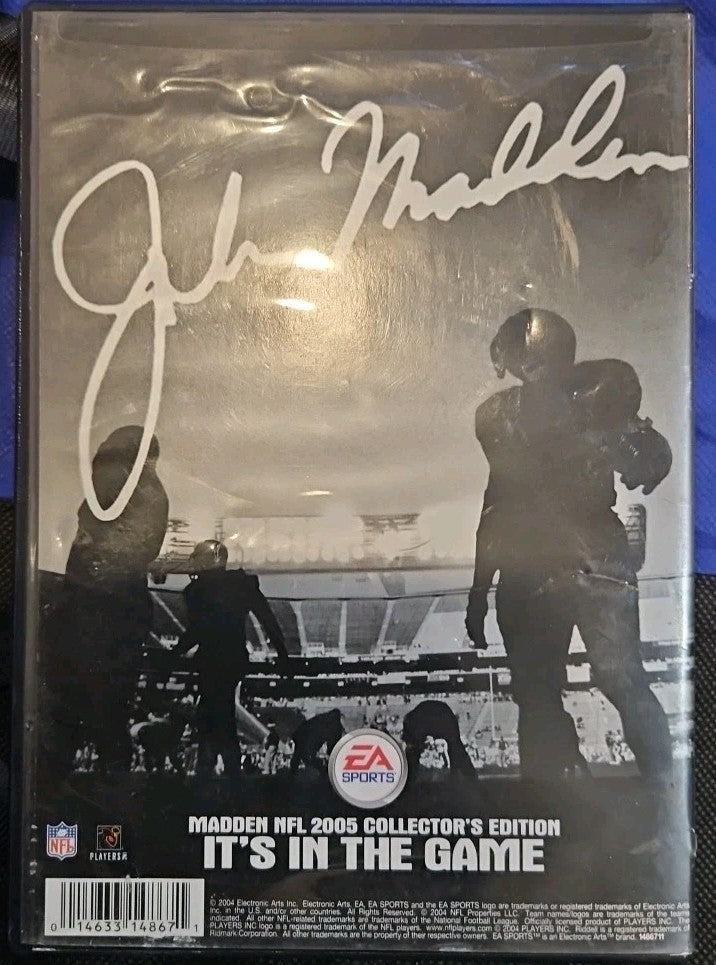 John Madden
EA
SPORTS™
MADDEN NFL 2005 COLLECTOR'S EDITION
IT'S IN THE GAME
NFL
PLAYERS INC
0 14633 14867 1
© 2004 Electronic Arts Inc. Electronic Arts, EA, EA SPORTS and the EA SPORTS logo are trademarks or registered trademarks of Electronic Arts
Inc. in the U.S. and/or other countries. All Rights Reserved. © 2004 NFL Properties LLC. Team names/logos are trademarks of the teams
indicated. All other NFL-related trademarks are trademarks of the National Football League. Officially licensed product of PLAYERS INC. The
PLAYERS INC logo is a registered trademark of the NFL players. www.nflplayers.com © 2004 PLAYERS INC. Riddell is a registered trademark of
Ridmark Corporation. All other trademarks are the property of their respective owners. EA SPORTS™ is an Electronic Arts™ brand. 1486711